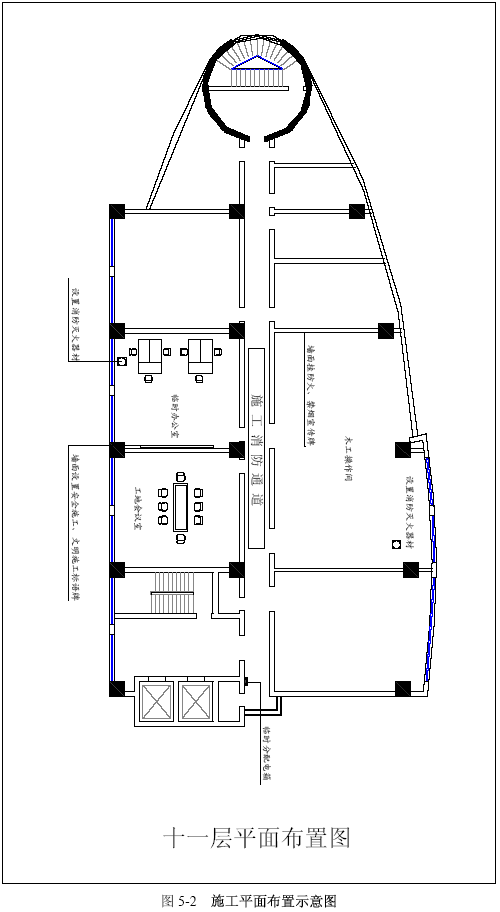 设置消防灭火器材
临时办公室
墙面设置安全施工、文明施工标语牌
工地会议室
施工消防通道
墙面挂防火、禁烟宣传牌
木工操作间
设置消防灭火器材
临时分配电箱
十一层平面布置图
图 5-2 施工平面布置示意图